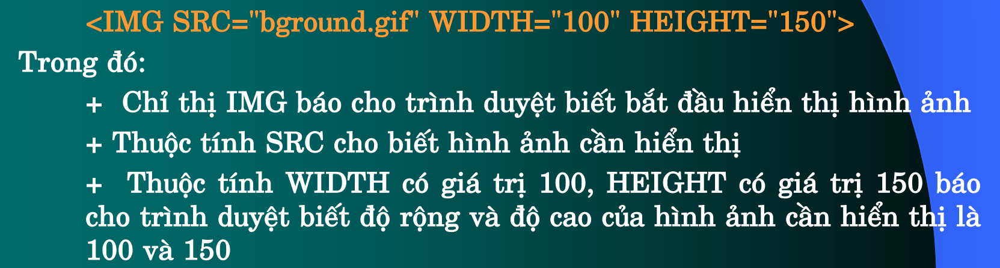 <IMG SRC="bground.gif" WIDTH="100" HEIGHT="150">
Trong đó:
+ Chỉ thị IMG báo cho trình duyệt biết bắt đầu hiển thị hình ảnh
+ Thuộc tính SRC cho biết hình ảnh cần hiển thị
+ Thuộc tính WIDTH có giá trị 100, HEIGHT có giá trị 150 báo
cho trình duyệt biết độ rộng và độ cao của hình ảnh cần hiển thị là
100 và 150